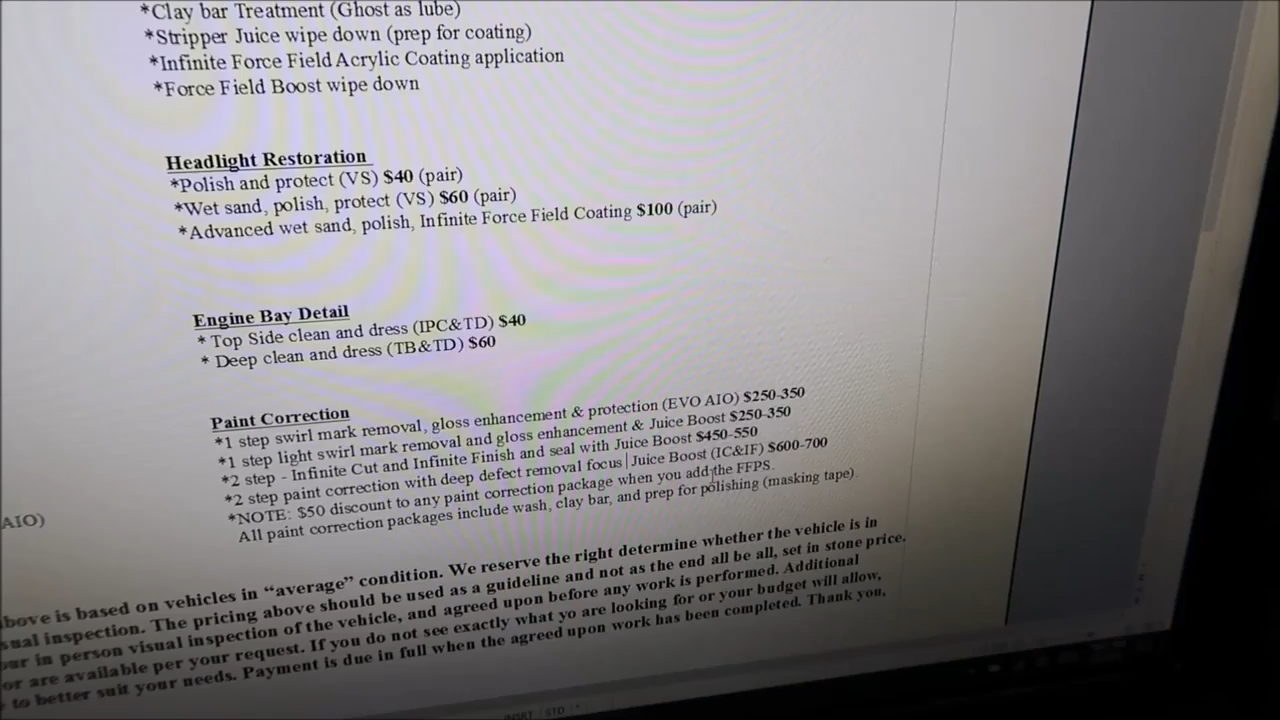 *Clay bar Treatment (Ghost as lube)
*Stripper Juice wipe down (prep for coating)
*Infinite Force Field Acrylic Coating application
*Force Field Boost wipe down
Headlight Restoration
*Polish and protect (VS) $40 (pair)
*Wet sand, polish, protect (VS) $60 (pair)
*Advanced wet sand, polish, Infinite Force Field Coating $100 (pair)
Engine Bay Detail
* Top Side clean and dress (IPC&TD) $40
* Deep clean and dress (TB&TD) $60
Paint Correction
*1 step swirl mark removal, gloss enhancement & protection (EVO AIO) $250-350
*1 step light swirl mark removal and gloss enhancement & Juice Boost $250-350
*2 step - Infinite Cut and Infinite Finish and seal with Juice Boost $450-550
*2 step paint correction with deep defect removal focus Juice Boost (IC&IF) $600-700
*NOTE: $50 discount to any paint correction package when you add the FFPS.
All paint correction packages include wash, clay bar, and prep for polishing (masking tape).
AIO)
above is based on vehicles in “average” condition. We reserve the right determine whether the vehicle is in
inspection. The pricing above should be used as a guideline and not as the end all be all, set in stone price.
in person visual inspection of the vehicle, and agreed upon before any work is performed. Additional
or are available per your request. If you do not see exactly what yo are looking for or your budget will allow,
to better suit your needs. Payment is due in full when the agreed upon work has been completed. Thank you,
STD